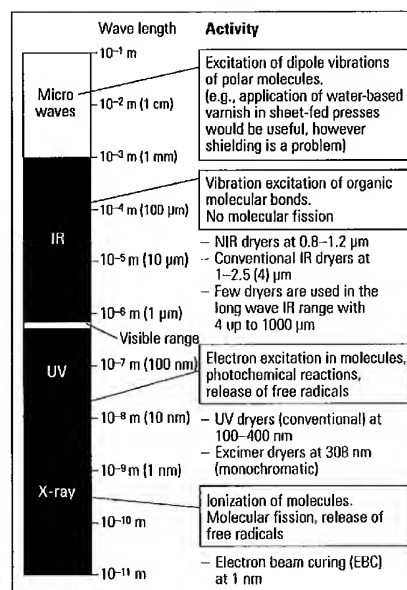 Wave length Activity
10⁻¹ m
Excitation of dipole vibrations
of polar molecules.
(e.g., application of water-based
varnish in sheet-fed presses
would be useful, however
shielding is a problem)
Micro
waves
10⁻² m (1 cm)
10⁻³ m (1 mm)
Vibration excitation of organic
molecular bonds.
No molecular fission
10⁻⁴ m (100 µm)
IR
– NIR dryers at 0.8–1.2 µm
– Conventional IR dryers at
1–2.5 (4) µm
– Few dryers are used in the
long wave IR range with
4 up to 1000 µm
10⁻⁵ m (10 µm)
10⁻⁶ m (1 µm)
Visible range
UV
10⁻⁷ m (100 nm)
Electron excitation in molecules,
photochemical reactions,
release of free radicals
10⁻⁸ m (10 nm)
– UV dryers (conventional) at
100–400 nm
– Excimer dryers at 308 nm
(monochromatic)
10⁻⁹ m (1 nm)
X-ray
Ionization of molecules.
Molecular fission, release of
free radicals
10⁻¹⁰ m
10⁻¹¹ m
– Electron beam curing (EBC)
at 1 nm